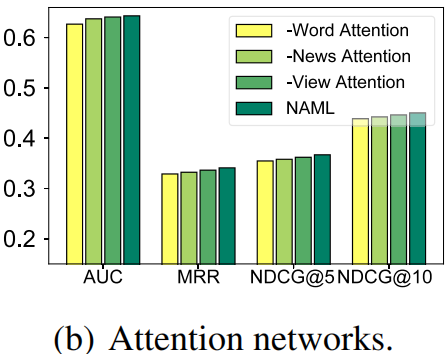 0.6
0.5
0.4
0.3
0.2
-Word Attention
-News Attention
-View Attention
NAML
AUC MRR NDCG@5 NDCG@10
(b) Attention networks.